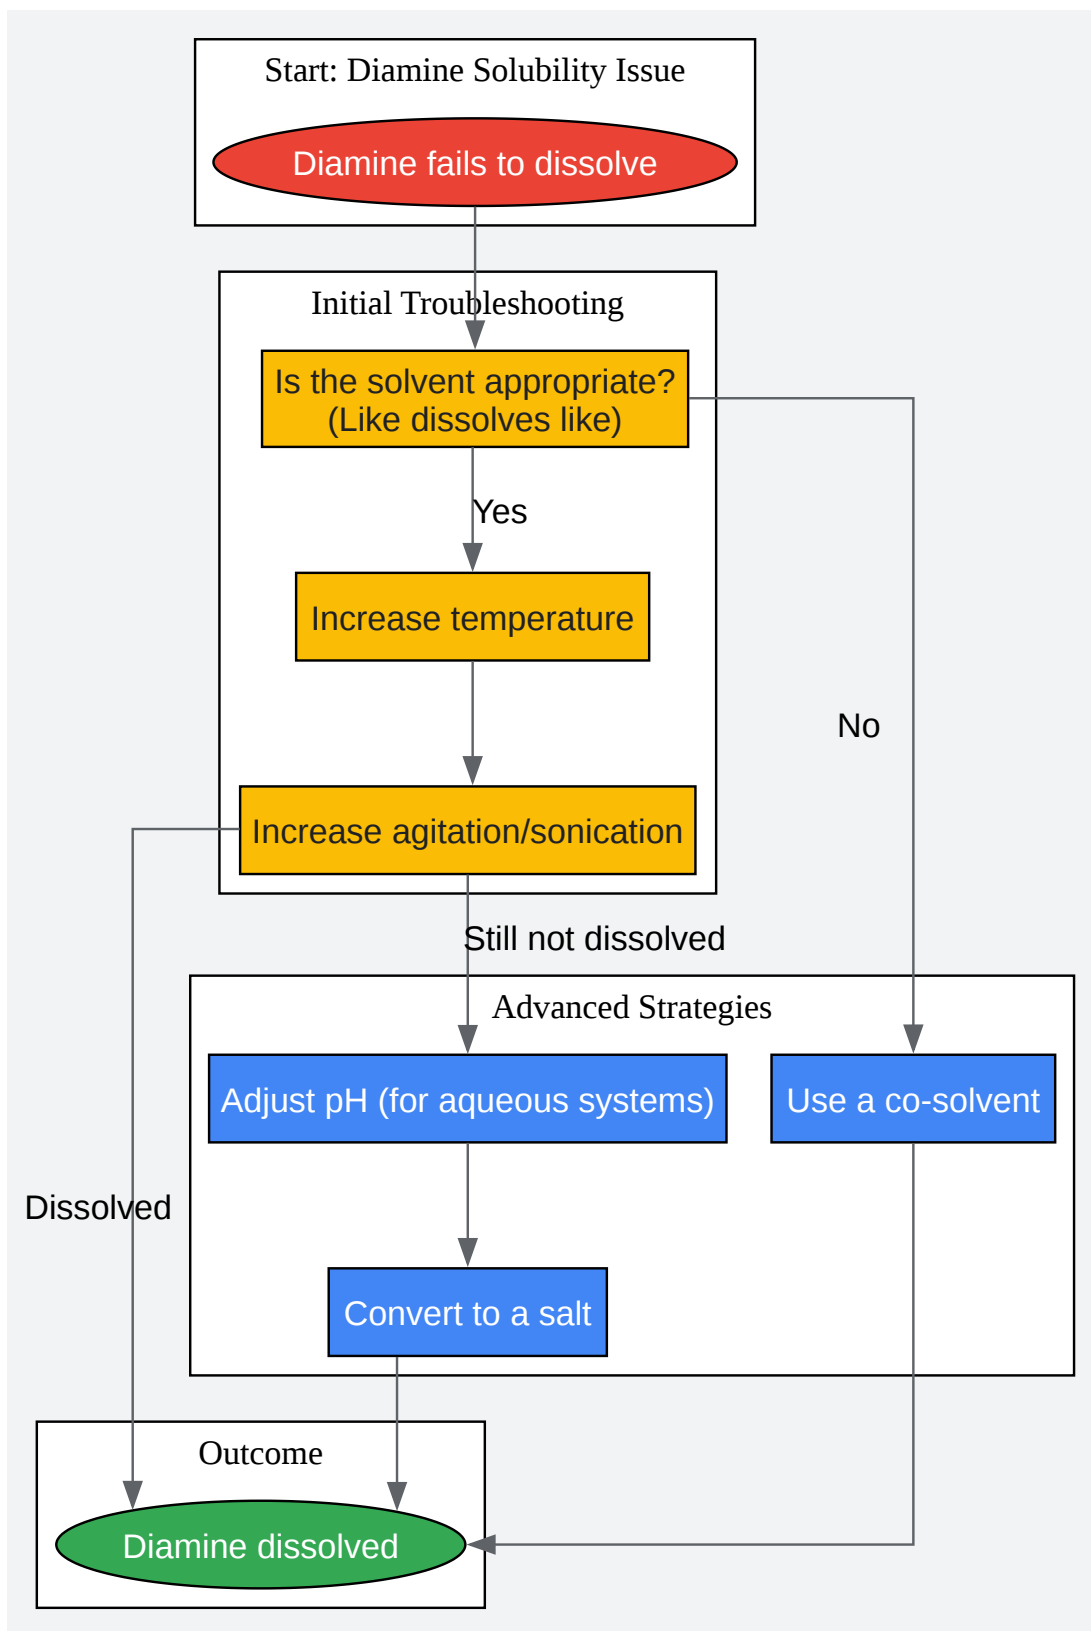 Start: Diamine Solubility Issue
Diamine fails to dissolve
Initial Troubleshooting
Is the solvent appropriate?
(Like dissolves like)
Yes
Increase temperature
No
Increase agitation/sonication
Still not dissolved
Advanced Strategies
Adjust pH (for aqueous systems)
Use a co-solvent
Dissolved
Convert to a salt
Outcome
Diamine dissolved